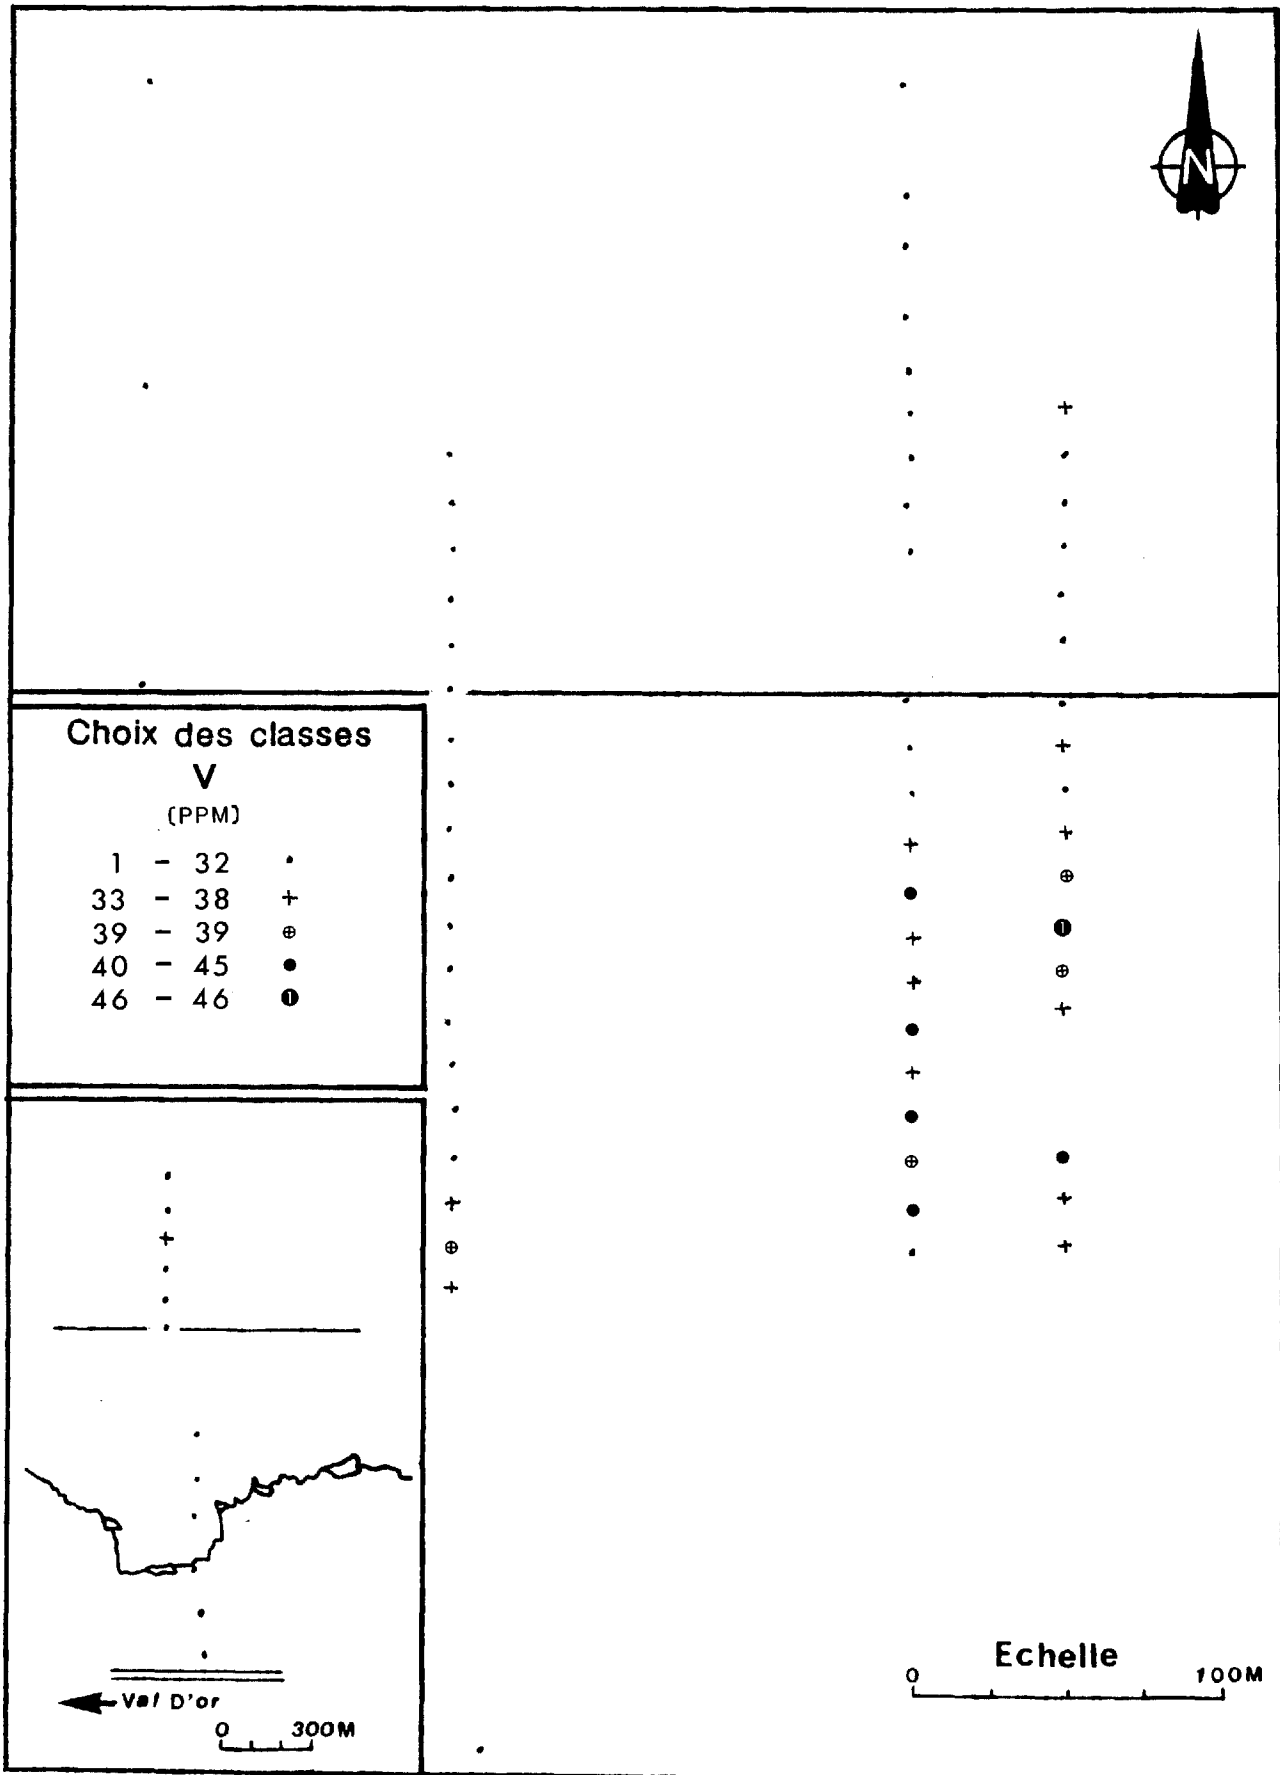 N
Choix des classes
V
(PPM)
1 - 32
33 - 38
39 - 39
40 - 45
46 - 46
Val D'or
0 300M
Echelle
0 100M